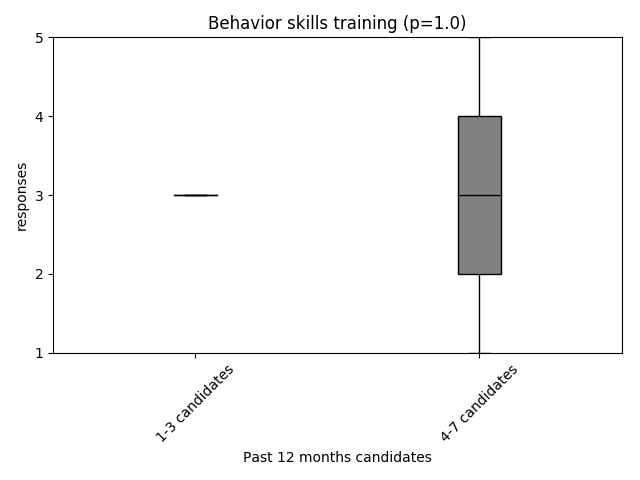 Behavior skills training (p=1.0)
responses
5
4
3
2
1
1-3 candidates
4-7 candidates
Past 12 months candidates